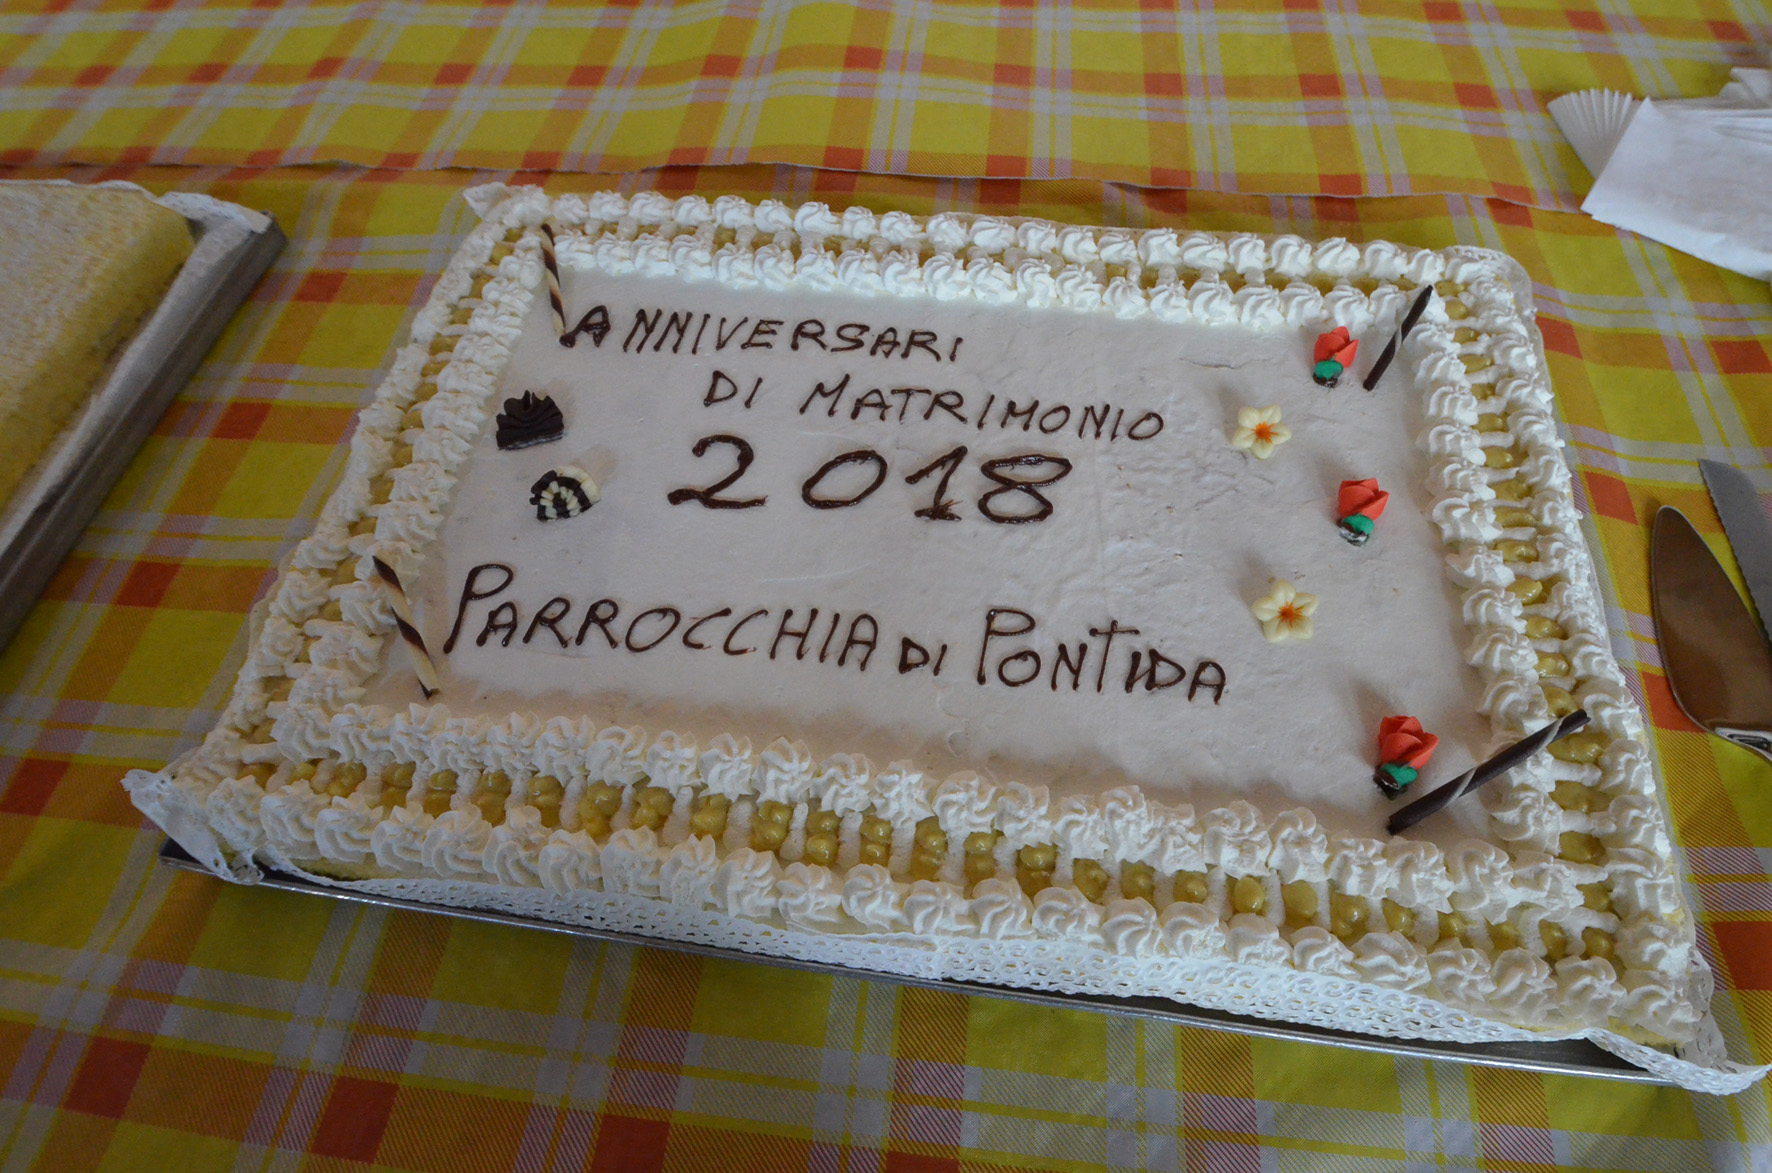 ANNIVERSARI
DI MATRIMONIO
2018
PARROCCHIA DI PONTIDA